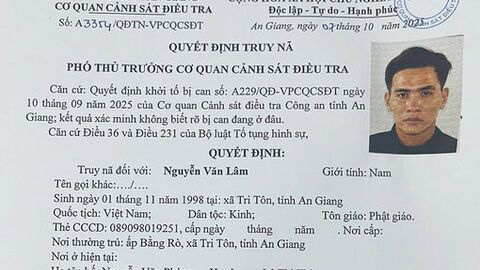 CƠ QUAN CẢNH SÁT ĐIỀU TRA
Độc lập - Tự do - Hạnh phúc
Số: A3354/QĐTN-VPCQCSĐT
An Giang, ngày 07 tháng 10 năm 2025
QUYẾT ĐỊNH TRUY NÃ
PHÓ THỦ TRƯỞNG CƠ QUAN CẢNH SÁT ĐIỀU TRA
Căn cứ: Quyết định khởi tố bị can số: A229/QĐ-VPCQCSĐT ngày
10 tháng 09 năm 2025 của Cơ quan Cảnh sát điều tra Công an tỉnh An
Giang; kết quả xác minh không biết rõ bị can đang ở đâu.
Căn cứ Điều 36 và Điều 231 của Bộ luật Tố tụng hình sự,
QUYẾT ĐỊNH:
Truy nã đối với: Nguyễn Văn Lâm Giới tính: Nam
Tên gọi khác:…./….
Sinh ngày 01 tháng 11 năm 1998 tại: xã Tri Tôn, tỉnh An Giang
Quốc tịch: Việt Nam; Dân tộc: Kinh; Tôn giáo: Phật giáo.
Thẻ CCCD: 089098019251, cấp ngày tháng năm . Nơi cấp:
Nơi thường trú: ấp Bằng Rò, xã Tri Tôn, tỉnh An Giang
Nơi ở hiện tại: